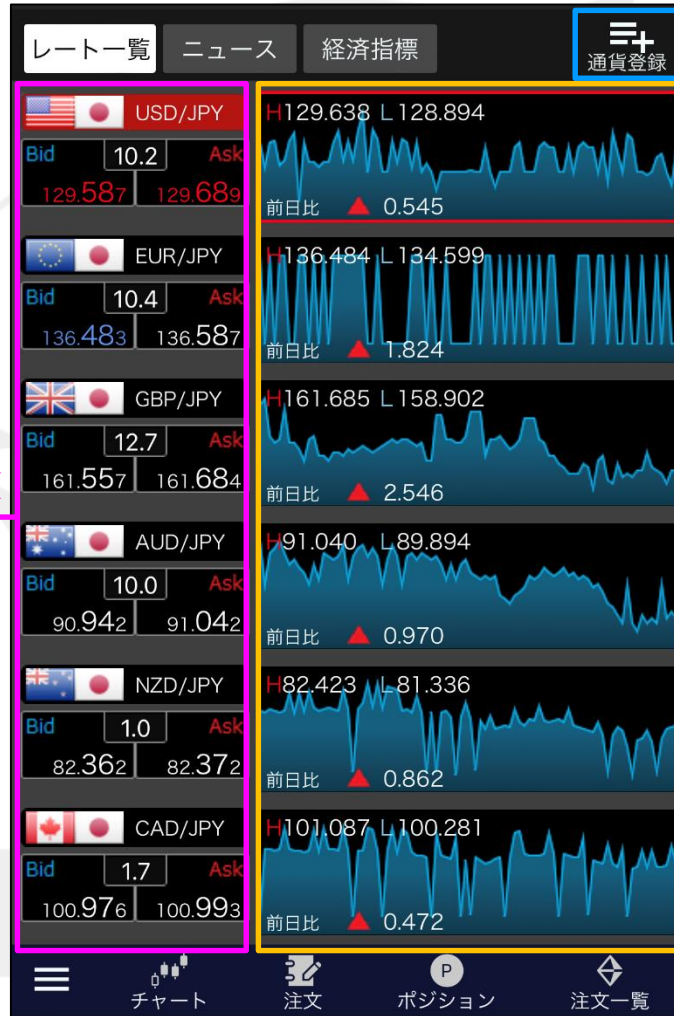 レート一覧 ニュース 経済指標 通貨登録
USD/JPY
Bid 10.2 Ask
129.587 129.689
H129.638 L128.894
前日比 ▲ 0.545
EUR/JPY
Bid 10.4 Ask
136.483 136.587
H136.484 L134.599
前日比 ▲ 1.824
GBP/JPY
Bid 12.7 Ask
161.557 161.684
H161.685 L158.902
前日比 ▲ 2.546
AUD/JPY
Bid 10.0 Ask
90.942 91.042
H91.040 L89.894
前日比 ▲ 0.970
NZD/JPY
Bid 1.0 Ask
82.362 82.372
H82.423 L81.336
前日比 ▲ 0.862
CAD/JPY
Bid 1.7 Ask
100.976 100.993
H101.087 L100.281
前日比 ▲ 0.472
チャート 注文 P ポジション 注文一覧